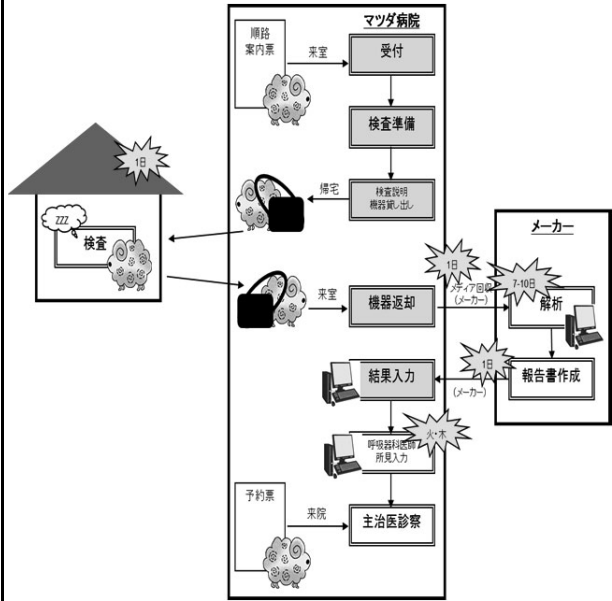 マツダ病院
順路
案内票
来室
受付
検査準備
1日
帰宅
検査説明
機器貸し出し
ZZZ
検査
メーカー
1日
7-10日
来室
機器返却
メディア回収
(メーカー)
解析
1日
結果入力
(メーカー)
報告書作成
火・木
呼吸器科医師
所見入力
予約票
来院
主治医診察